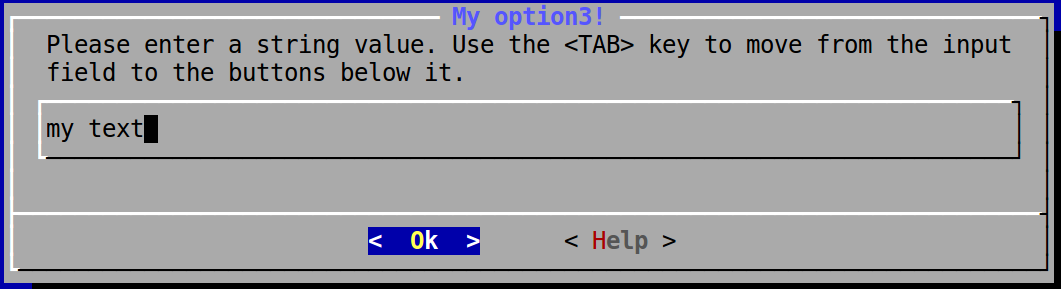 My option3!
Please enter a string value. Use the <TAB> key to move from the input
field to the buttons below it.
my text
< Ok > < Help >